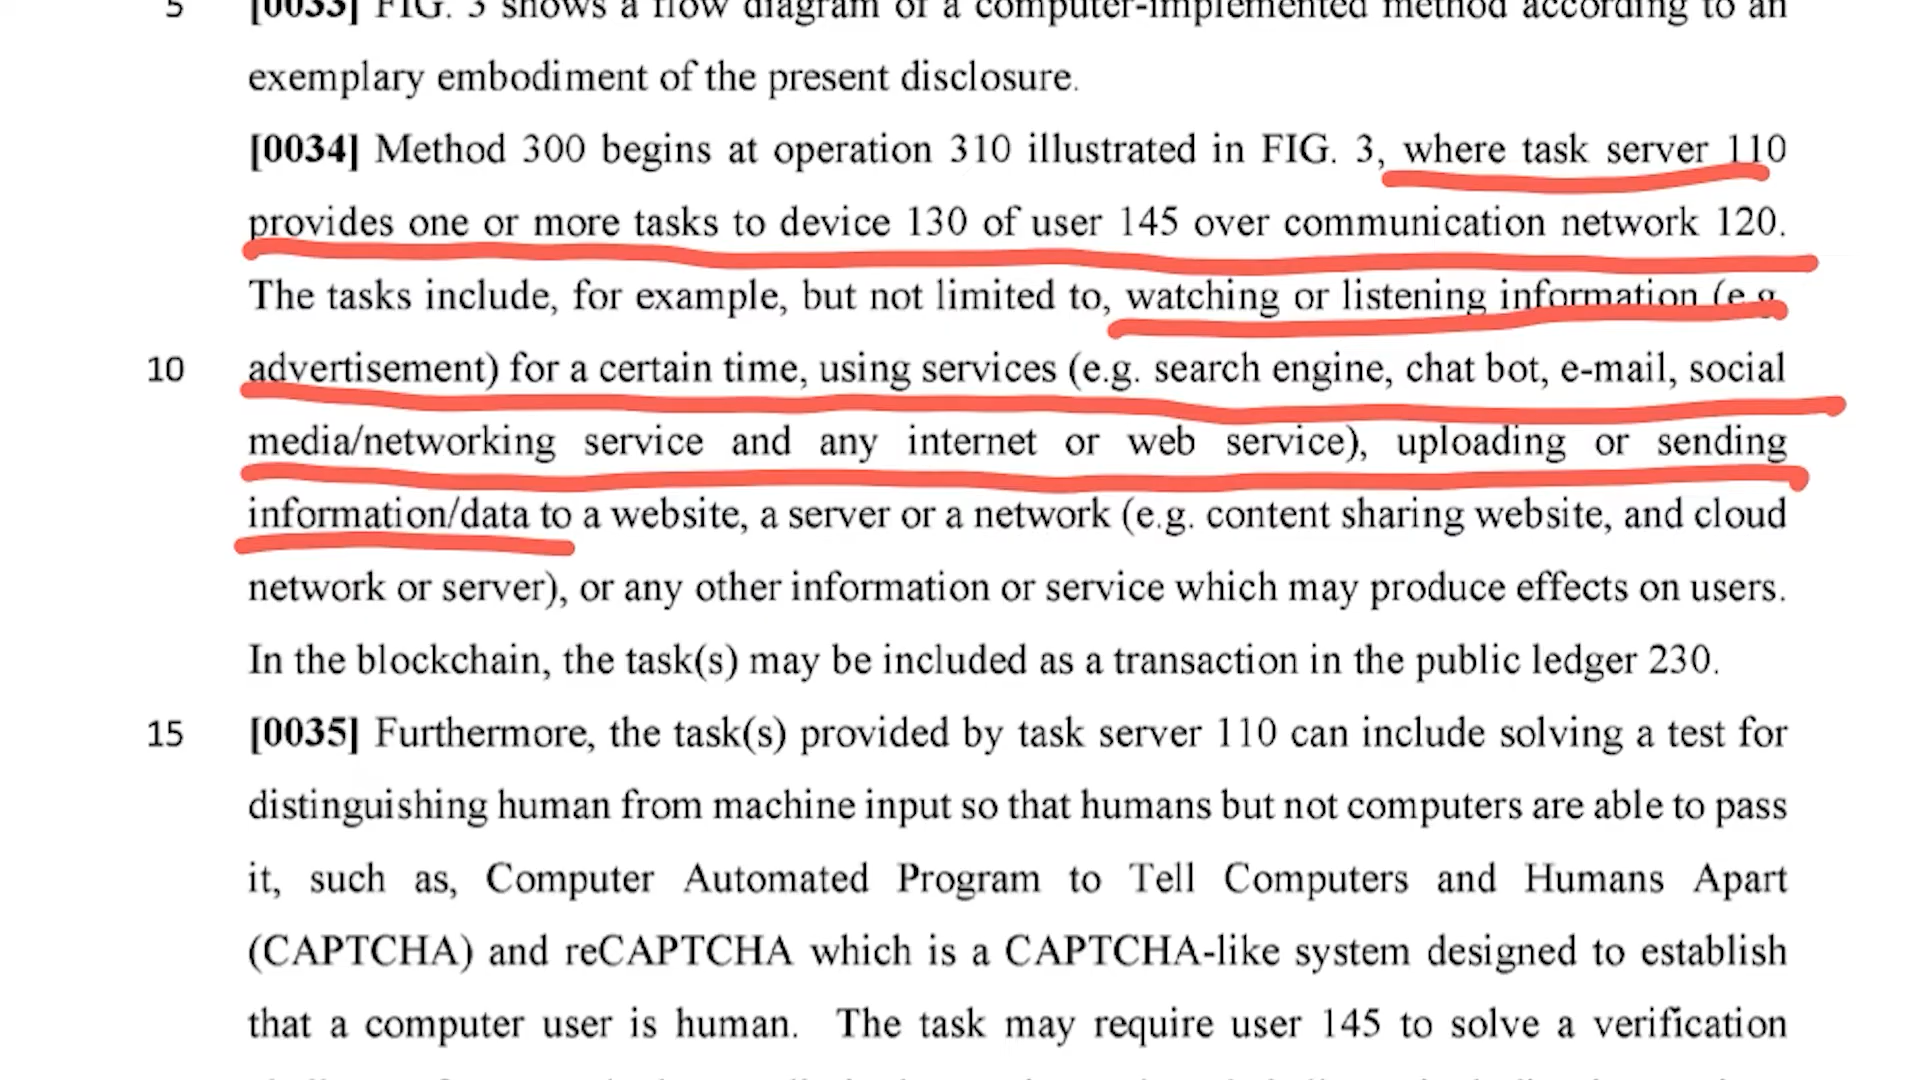 5 [0033] FIG. 3 shows a flow diagram of a computer-implemented method according to an
exemplary embodiment of the present disclosure.
[0034] Method 300 begins at operation 310 illustrated in FIG. 3, where task server 110
provides one or more tasks to device 130 of user 145 over communication network 120.
The tasks include, for example, but not limited to, watching or listening information (e.g.
10 advertisement) for a certain time, using services (e.g. search engine, chat bot, e-mail, social
media/networking service and any internet or web service), uploading or sending
information/data to a website, a server or a network (e.g. content sharing website, and cloud
network or server), or any other information or service which may produce effects on users.
In the blockchain, the task(s) may be included as a transaction in the public ledger 230.
15 [0035] Furthermore, the task(s) provided by task server 110 can include solving a test for
distinguishing human from machine input so that humans but not computers are able to pass
it, such as, Computer Automated Program to Tell Computers and Humans Apart
(CAPTCHA) and reCAPTCHA which is a CAPTCHA-like system designed to establish
that a computer user is human. The task may require user 145 to solve a verification